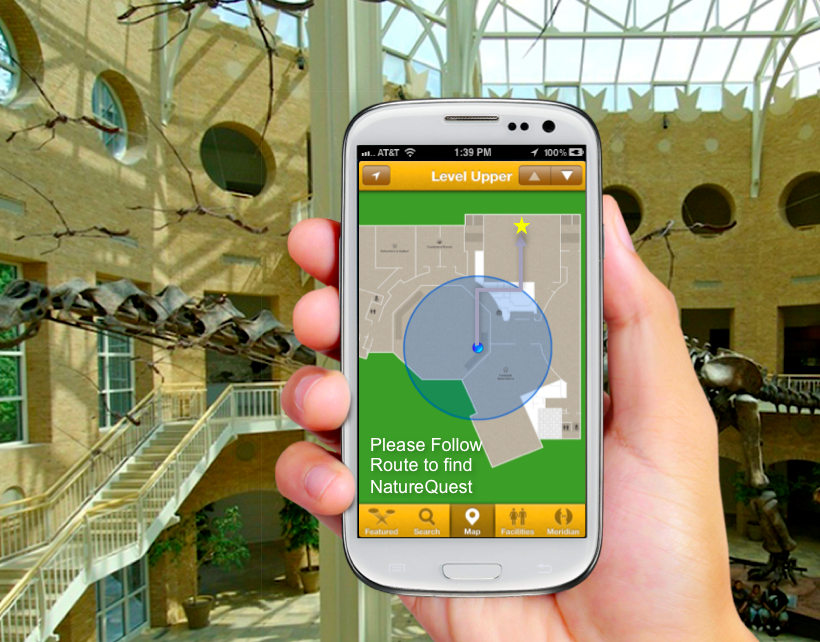 AT&T 1:39 PM 100%
Level Upper
Please Follow
Route to find
NatureQuest
Featured Search Map Facilities Meridian